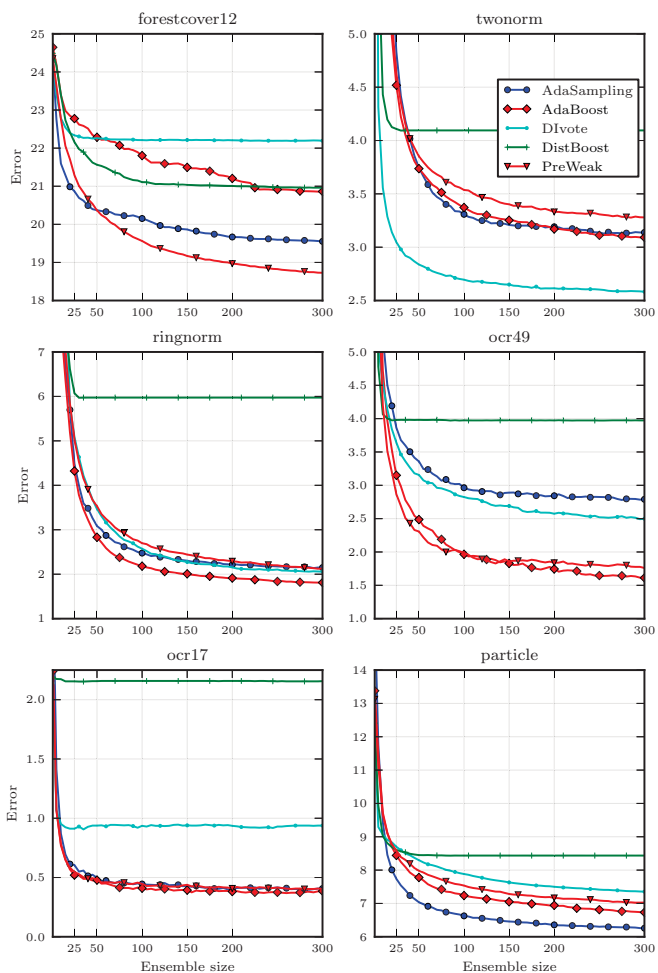 forestcover12
twonorm
25
24
23
22
21
20
19
18
Error
25 50 100 150 200 300
5.0
4.5
4.0
3.5
3.0
2.5
25 50 100 150 200 300
AdaSampling
AdaBoost
DIvote
DistBoost
PreWeak
ringnorm
ocr49
7
6
5
4
3
2
1
Error
25 50 100 150 200 300
5.0
4.5
4.0
3.5
3.0
2.5
2.0
1.5
1.0
25 50 100 150 200 300
ocr17
particle
2.0
1.5
1.0
0.5
0.0
Error
25 50 100 150 200 300
Ensemble size
14
13
12
11
10
9
8
7
6
25 50 100 150 200 300
Ensemble size